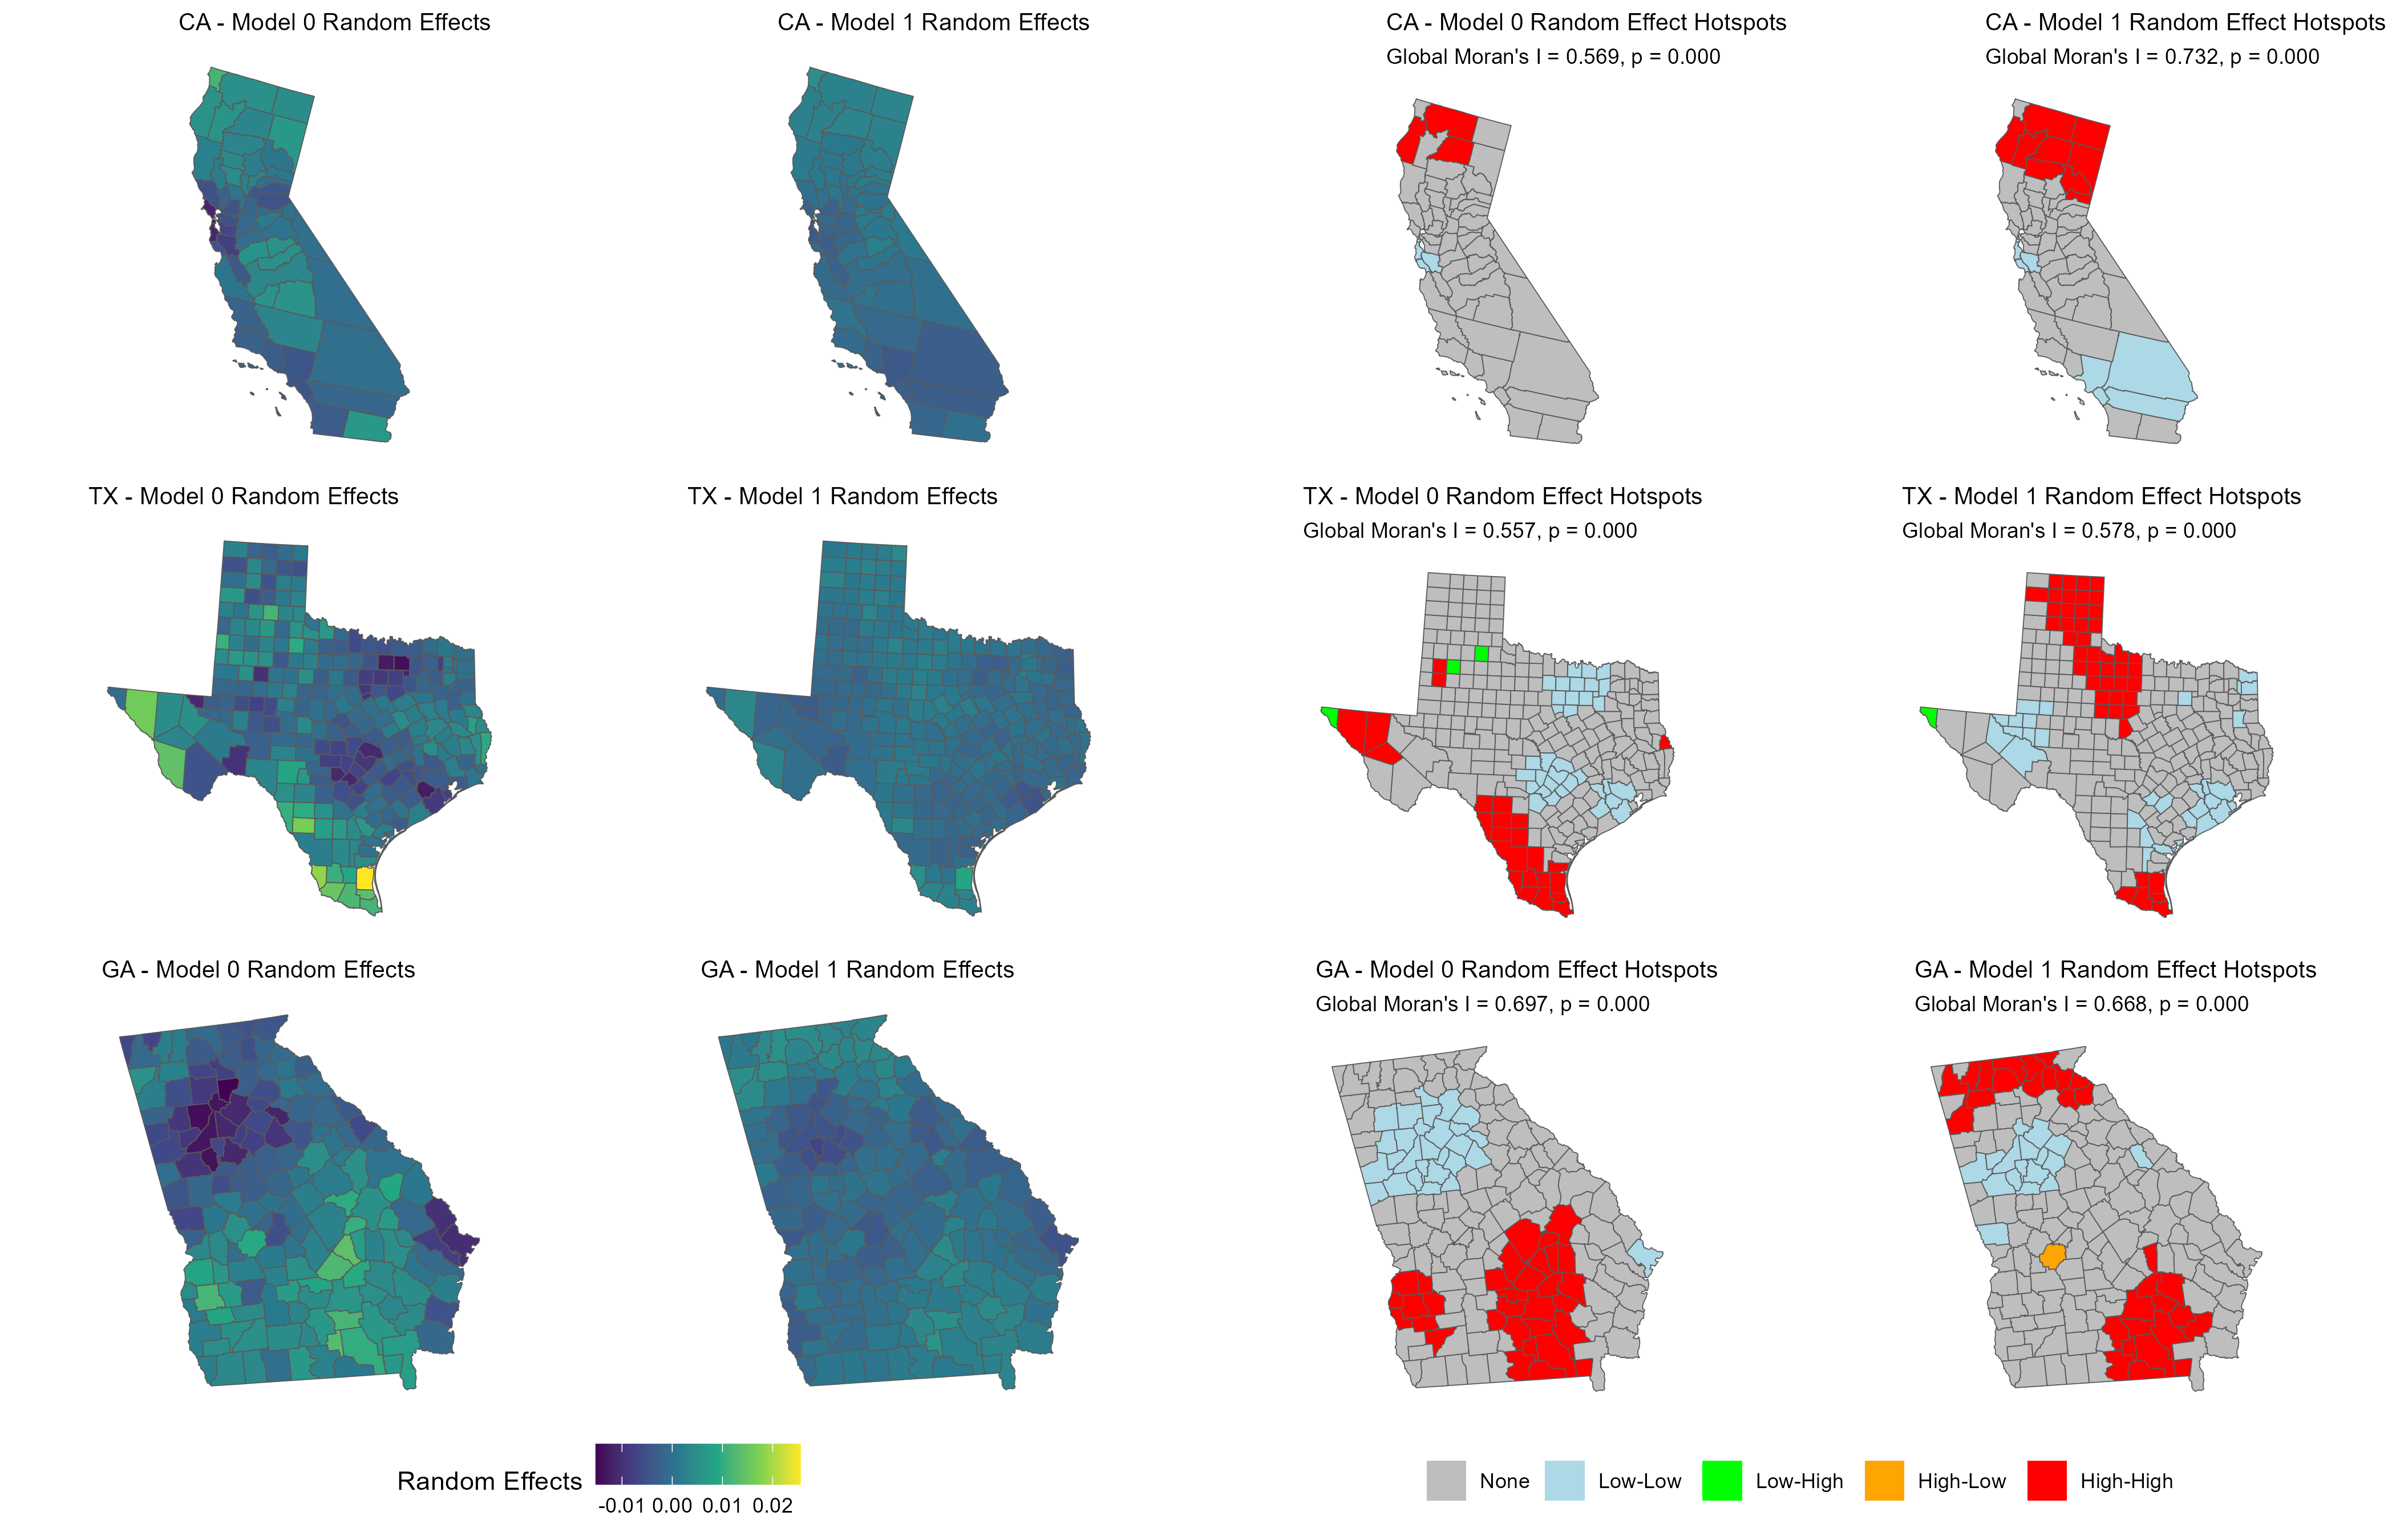 CA - Model 0 Random Effects
CA - Model 1 Random Effects
CA - Model 0 Random Effect Hotspots
Global Moran's I = 0.569, p = 0.000
CA - Model 1 Random Effect Hotspots
Global Moran's I = 0.732, p = 0.000
TX - Model 0 Random Effects
TX - Model 1 Random Effects
TX - Model 0 Random Effect Hotspots
Global Moran's I = 0.557, p = 0.000
TX - Model 1 Random Effect Hotspots
Global Moran's I = 0.578, p = 0.000
GA - Model 0 Random Effects
GA - Model 1 Random Effects
GA - Model 0 Random Effect Hotspots
Global Moran's I = 0.697, p = 0.000
GA - Model 1 Random Effect Hotspots
Global Moran's I = 0.668, p = 0.000
Random Effects
-0.01 0.00 0.01 0.02
None Low-Low Low-High High-Low High-High